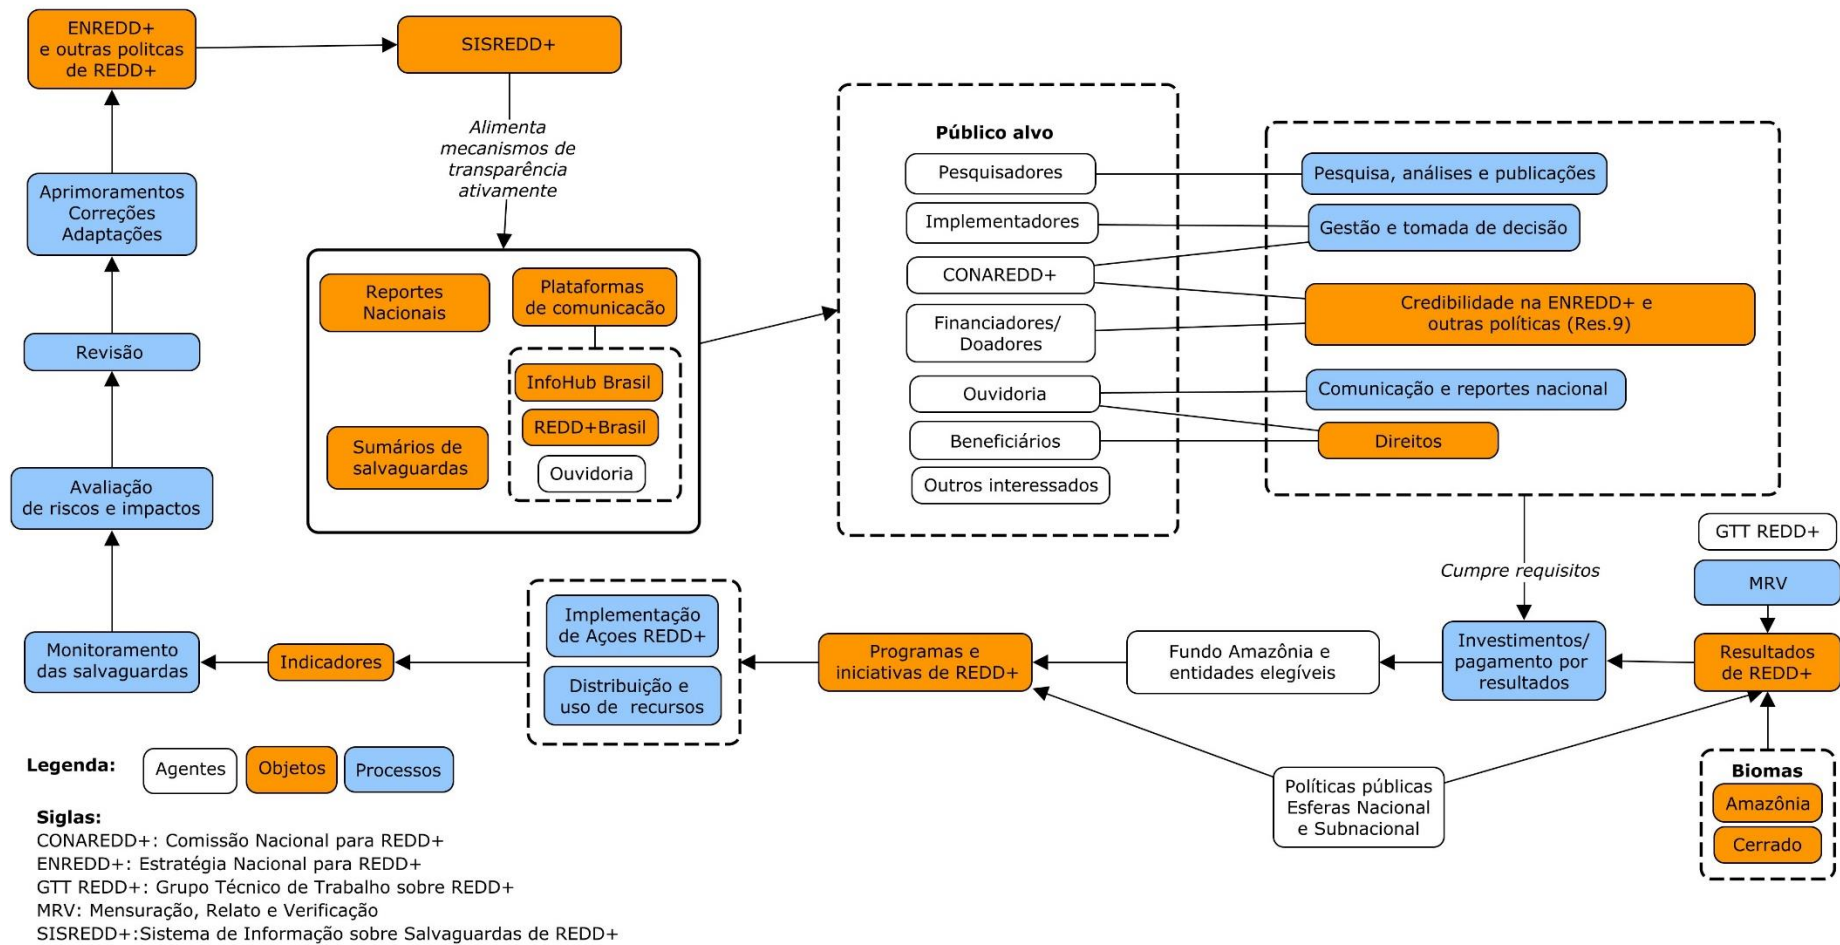 ENREDD+
e outras politcas
de REDD+
SISREDD+
Alimenta
mecanismos de
transparência
ativamente
Aprimoramentos
Correções
Adaptações
Revisão
Avaliação
de riscos e impactos
Monitoramento
das salvaguardas
Reportes
Nacionais
Plataformas
de comunicacão
InfoHub Brasil
REDD+Brasil
Ouvidoria
Sumários de
salvaguardas
Público alvo
Pesquisadores
Implementadores
CONAREDD+
Financiadores/
Doadores
Ouvidoria
Beneficiários
Outros interessados
Pesquisa, análises e publicações
Gestão e tomada de decisão
Credibilidade na ENREDD+ e
outras políticas (Res.9)
Comunicação e reportes nacional
Direitos
Cumpre requisitos
GTT REDD+
MRV
Resultados
de REDD+
Investimentos/
pagamento por
resultados
Fundo Amazônia e
entidades elegíveis
Programas e
iniciativas de REDD+
Implementação
de Açoes REDD+
Distribuição e
uso de recursos
Indicadores
Políticas públicas
Esferas Nacional
e Subnacional
Biomas
Amazônia
Cerrado
Legenda:
Agentes
Objetos
Processos
Siglas:
CONAREDD+: Comissão Nacional para REDD+
ENREDD+: Estratégia Nacional para REDD+
GTT REDD+: Grupo Técnico de Trabalho sobre REDD+
MRV: Mensuração, Relato e Verificação
SISREDD+:Sistema de Informação sobre Salvaguardas de REDD+